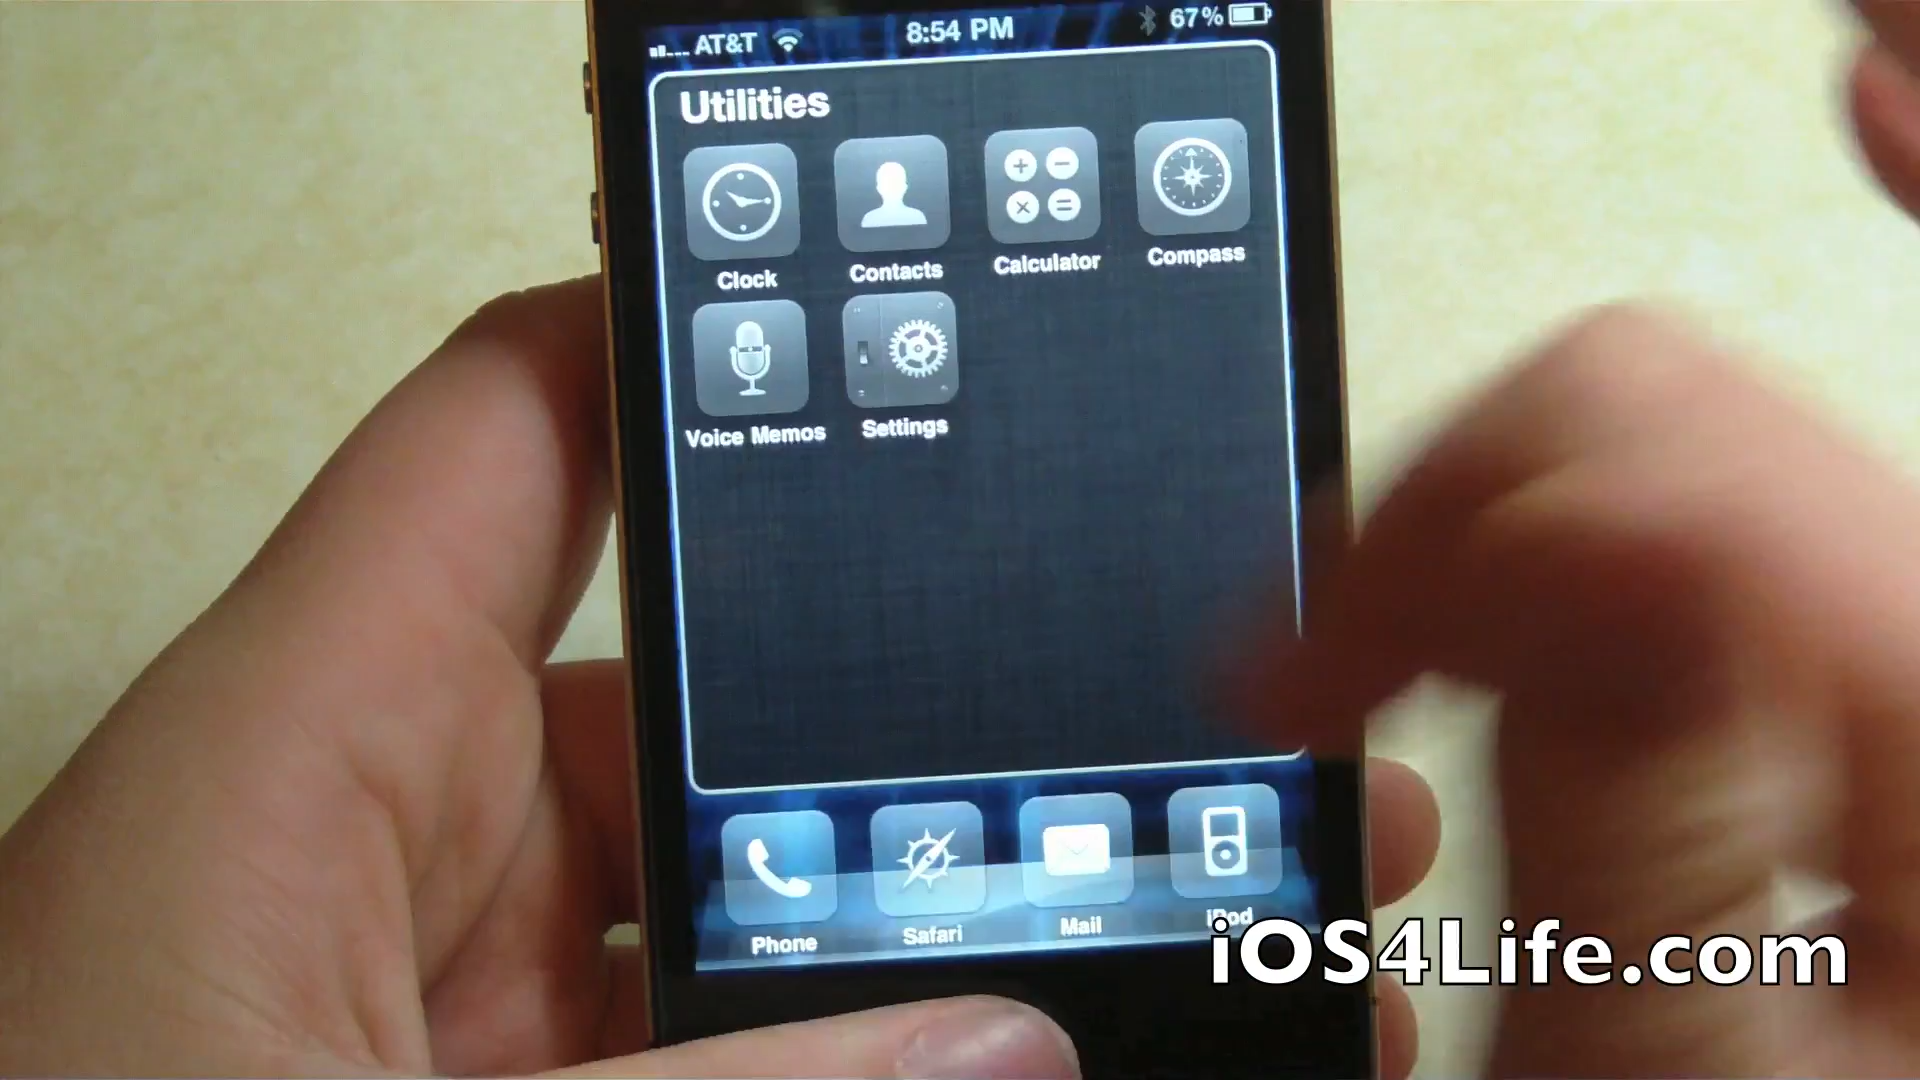 AT&T 8:54 PM 67%
Utilities
Clock Contacts Calculator Compass
Voice Memos Settings
Phone Safari Mail iPod
iOS4Life.com